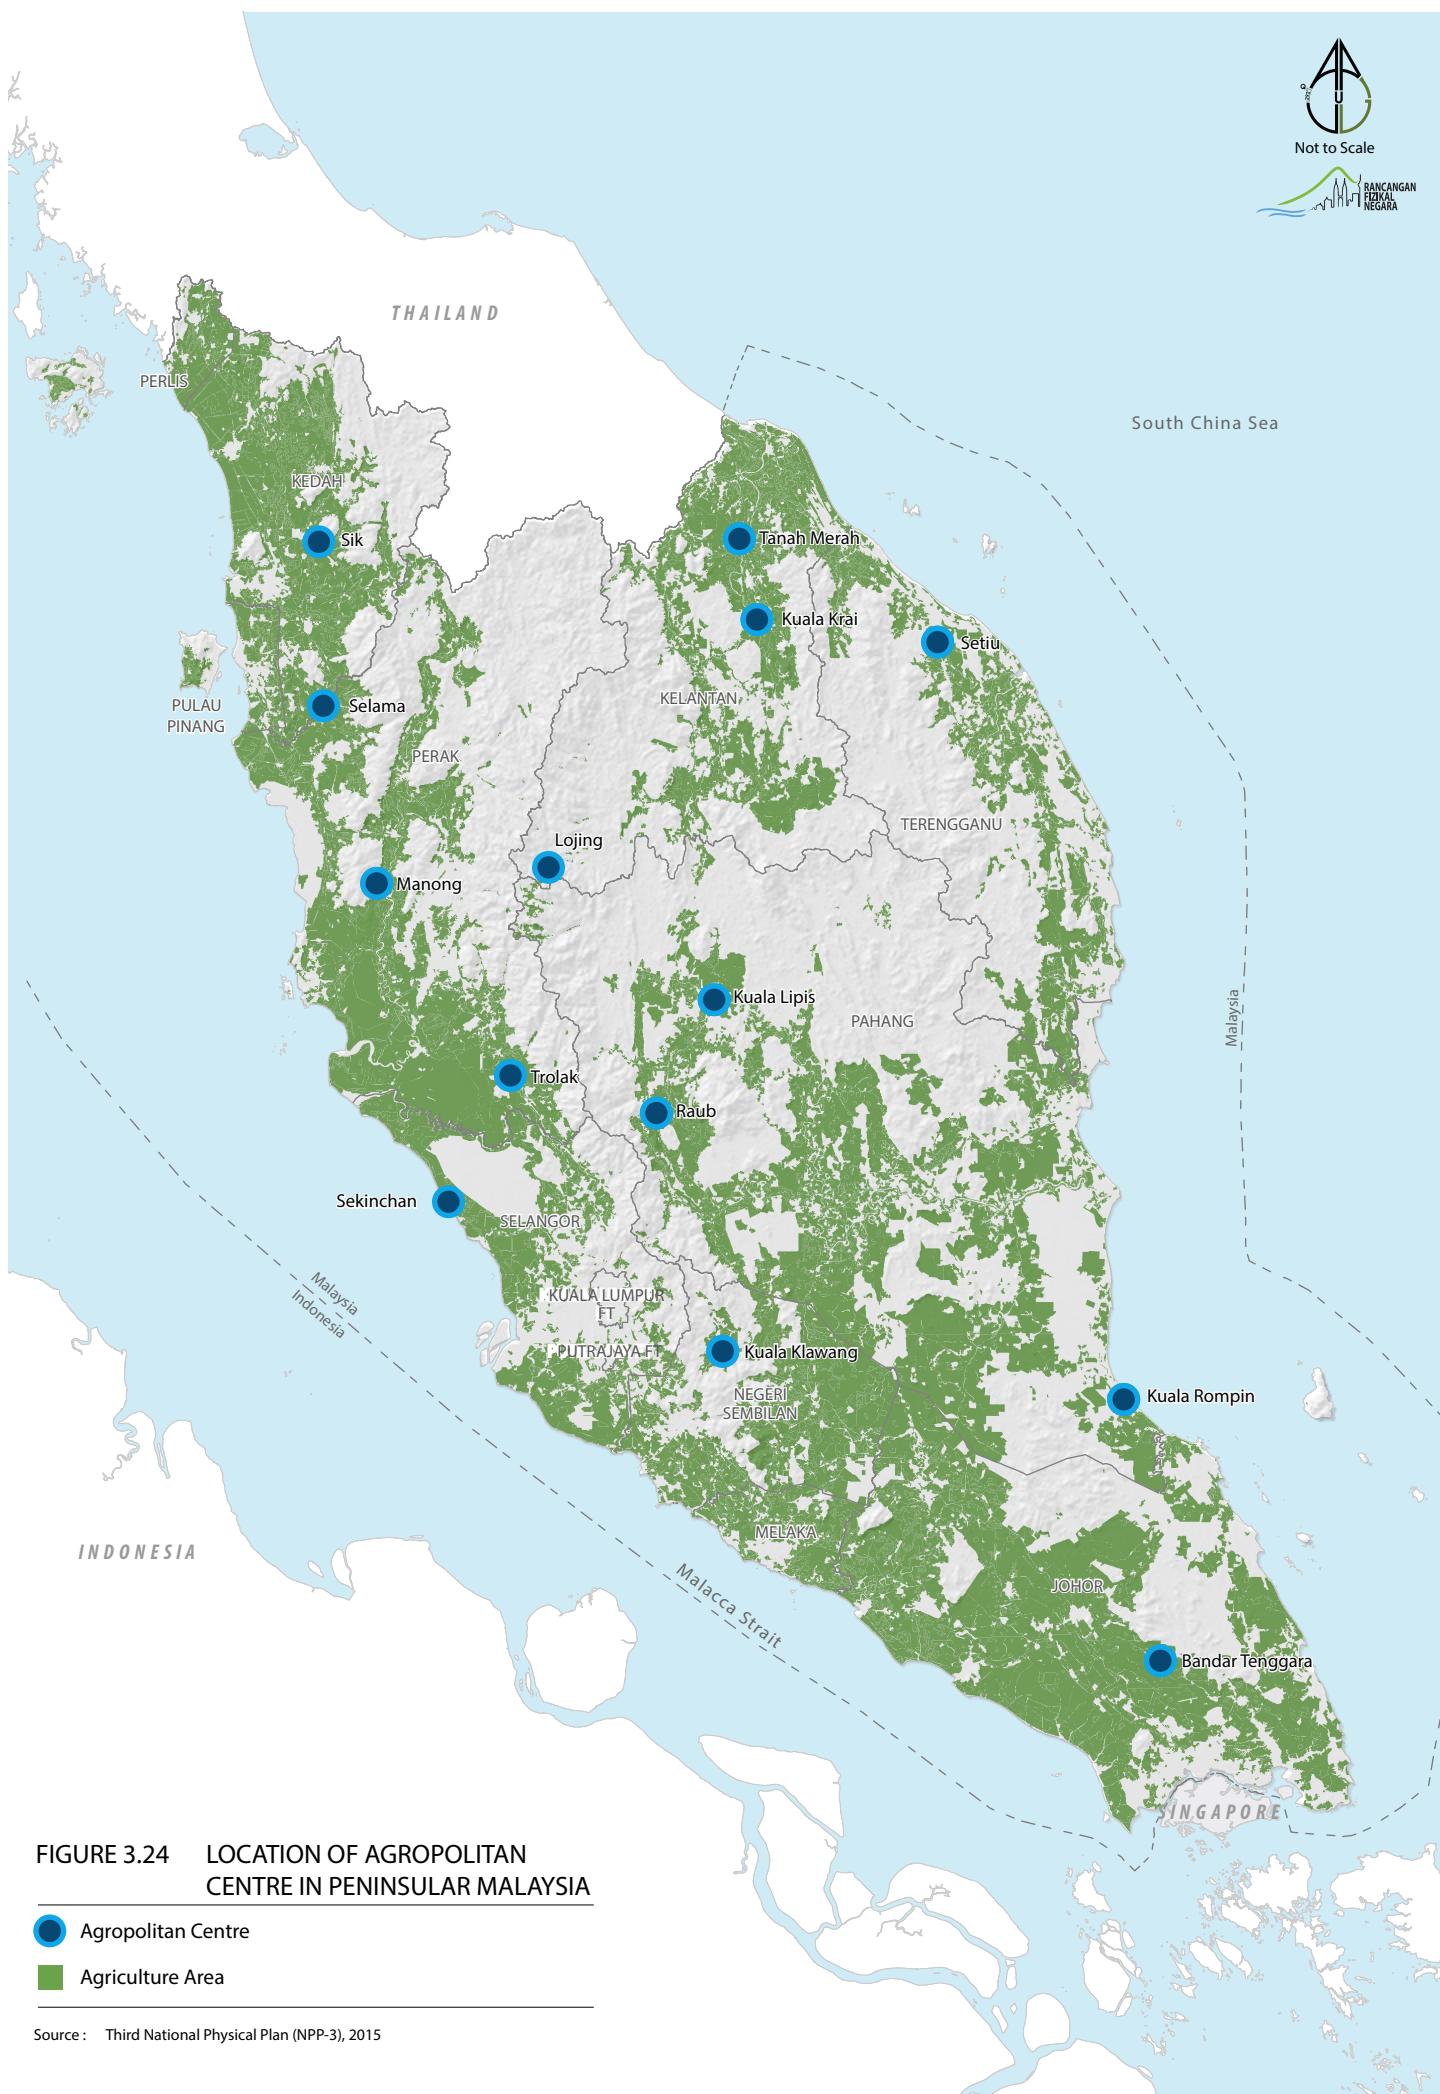 Not to Scale
RANCANGAN
FIZIKAL
NEGARA
THAILAND
PERLIS
South China Sea
KEDAH
Sik
Tanah Merah
Kuala Krai
Setiu
KELANTAN
PULAU
PINANG
Selama
PERAK
TERENGGANU
Lojing
Manong
Kuala Lipis
PAHANG
Malaysia
Trolak
Raub
Sekinchan
SELANGOR
Malaysia
Indonesia
KUALA LUMPUR
FT
PUTRAJAYA FT
Kuala Klawang
NEGERI
SEMBILAN
Kuala Rompin
MELAKA
INDONESIA
Malacca Strait
JOHOR
Bandar Tenggara
SINGAPORE
FIGURE 3.24 LOCATION OF AGROPOLITAN
CENTRE IN PENINSULAR MALAYSIA
Agropolitan Centre
Agriculture Area
Source : Third National Physical Plan (NPP-3), 2015